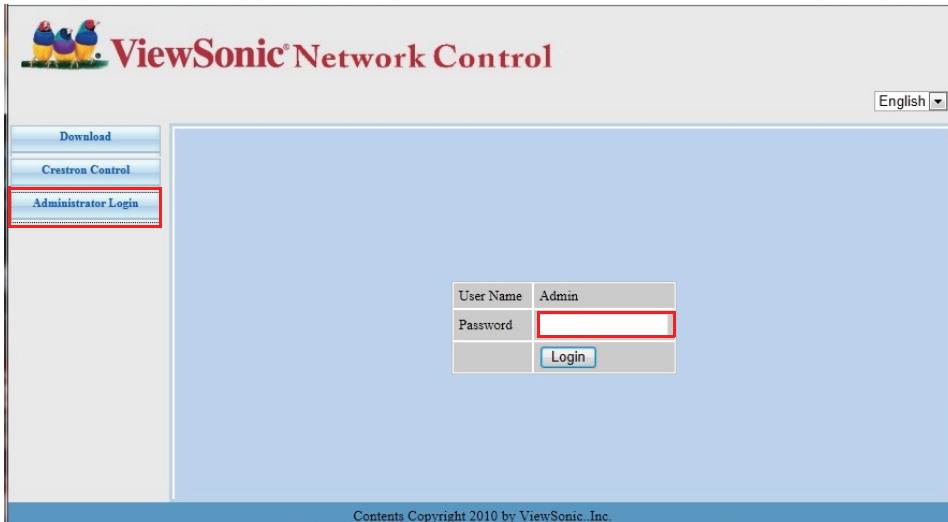 ViewSonic® Network Control
English
Download
Crestron Control
Administrator Login
User Name Admin
Password
Login
Contents Copyright 2010 by ViewSonic..Inc.